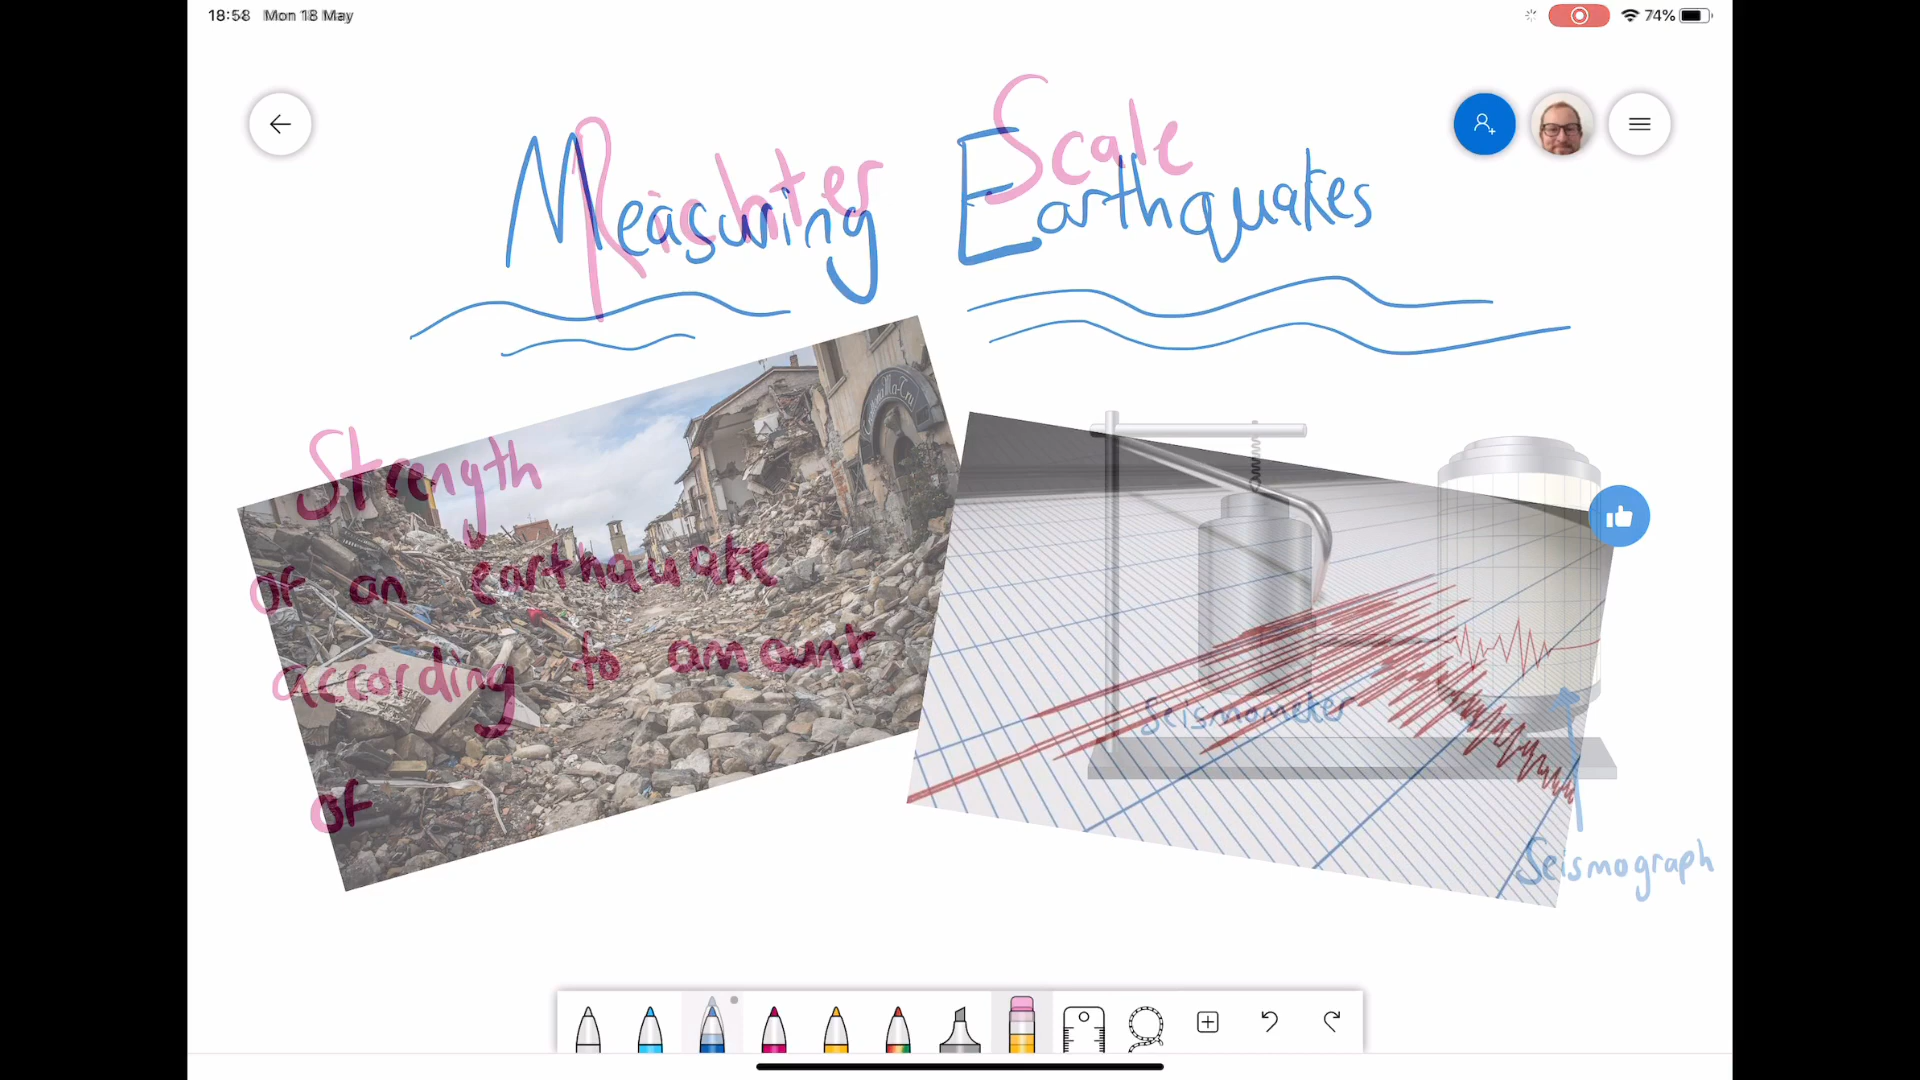 18:58 Mon 18 May
74%
Richter Scale
Measuring Earthquakes
Strength
of an earthquake
according to amount
of
Seismometer
Seismograph